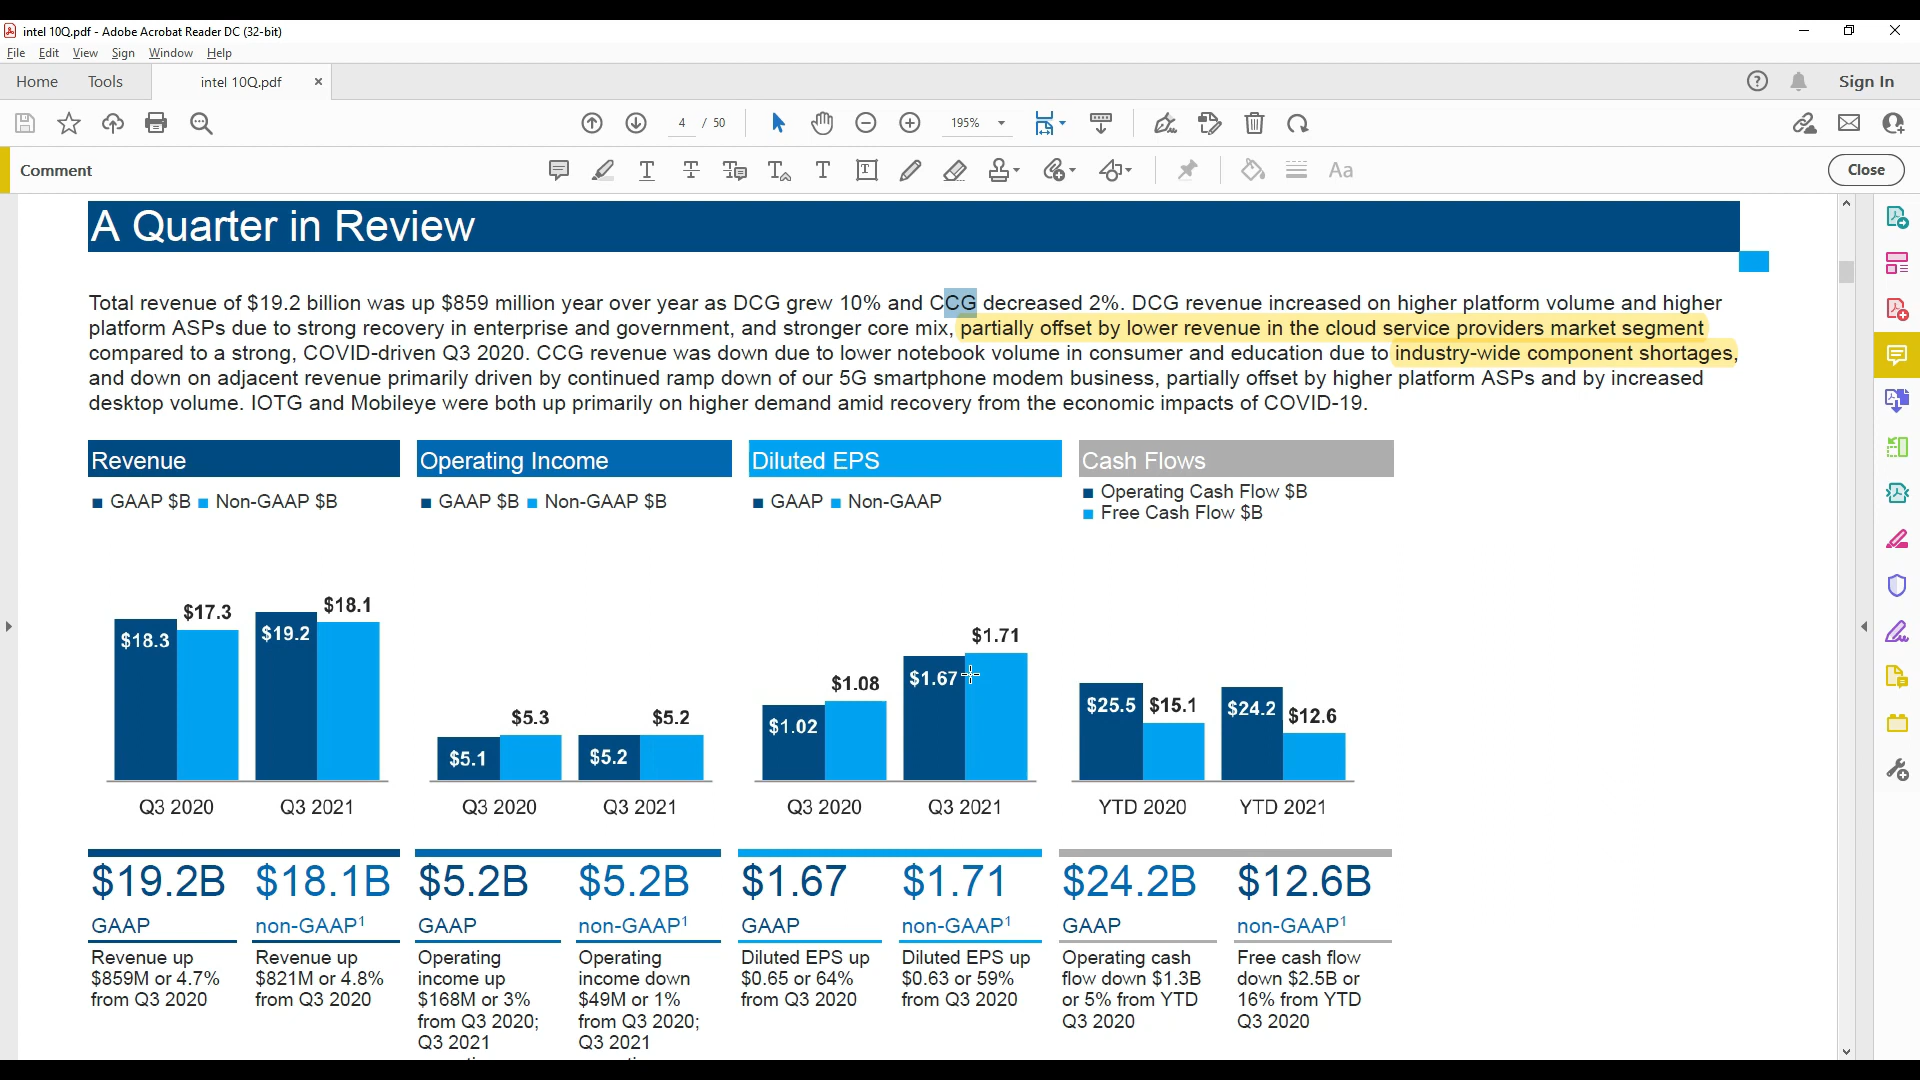 intel 10Q.pdf - Adobe Acrobat Reader DC (32-bit)
File Edit View Sign Window Help
Home Tools intel 10Q.pdf × Sign In
4 / 50 195%
Comment Close
A Quarter in Review
Total revenue of $19.2 billion was up $859 million year over year as DCG grew 10% and CCG decreased 2%. DCG revenue increased on higher platform volume and higher
platform ASPs due to strong recovery in enterprise and government, and stronger core mix, partially offset by lower revenue in the cloud service providers market segment
compared to a strong, COVID-driven Q3 2020. CCG revenue was down due to lower notebook volume in consumer and education due to industry-wide component shortages,
and down on adjacent revenue primarily driven by continued ramp down of our 5G smartphone modem business, partially offset by higher platform ASPs and by increased
desktop volume. IOTG and Mobileye were both up primarily on higher demand amid recovery from the economic impacts of COVID-19.
Revenue
GAAP $B Non-GAAP $B
$18.3 $17.3 $19.2 $18.1
Q3 2020 Q3 2021
Operating Income
GAAP $B Non-GAAP $B
$5.1 $5.3 $5.2 $5.2
Q3 2020 Q3 2021
Diluted EPS
GAAP Non-GAAP
$1.02 $1.08 $1.67 $1.71
Q3 2020 Q3 2021
Cash Flows
Operating Cash Flow $B
Free Cash Flow $B
$25.5 $15.1 $24.2 $12.6
YTD 2020 YTD 2021
$19.2B
GAAP
Revenue up
$859M or 4.7%
from Q3 2020
$18.1B
non-GAAP¹
Revenue up
$821M or 4.8%
from Q3 2020
$5.2B
GAAP
Operating
income up
$168M or 3%
from Q3 2020;
Q3 2021
$5.2B
non-GAAP¹
Operating
income down
$49M or 1%
from Q3 2020;
Q3 2021
$1.67
GAAP
Diluted EPS up
$0.65 or 64%
from Q3 2020
$1.71
non-GAAP¹
Diluted EPS up
$0.63 or 59%
from Q3 2020
$24.2B
GAAP
Operating cash
flow down $1.3B
or 5% from YTD
Q3 2020
$12.6B
non-GAAP¹
Free cash flow
down $2.5B or
16% from YTD
Q3 2020